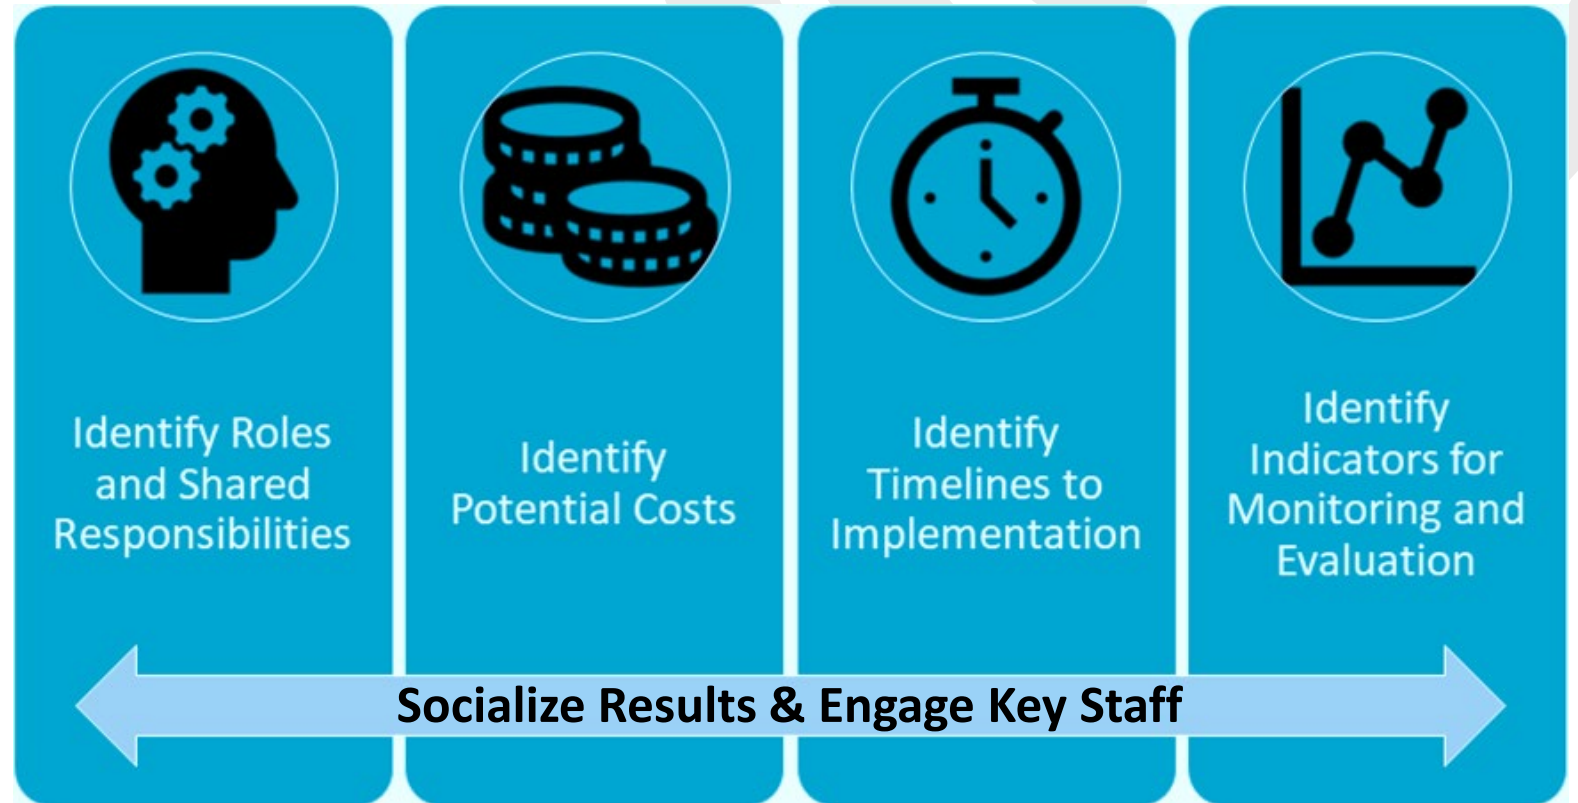 Identify Roles
and Shared
Responsibilities
Identify
Potential Costs
Identify
Timelines to
Implementation
Identify
Indicators for
Monitoring and
Evaluation
Socialize Results & Engage Key Staff